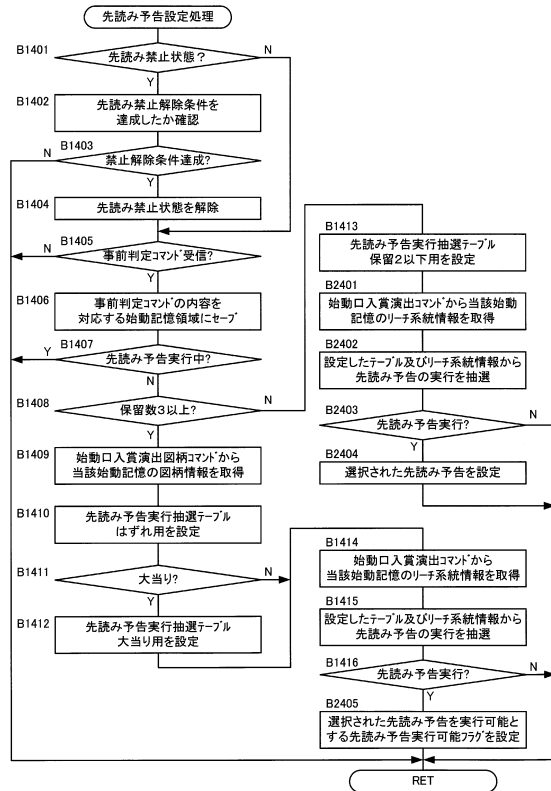 先読み予告設定処理
B1401
先読み禁止状態？
N
Y
B1402
先読み禁止解除条件を
達成したか確認
B1403
N
禁止解除条件達成?
Y
B1404
先読み禁止状態を解除
B1405
N
事前判定ｺﾏﾝﾄﾞ受信?
Y
B1406
事前判定ｺﾏﾝﾄﾞの内容を
対応する始動記憶領域にｾｰﾌﾞ
B1407
Y
先読み予告実行中?
N
B1408
保留数３以上?
N
Y
B1409
始動口入賞演出図柄ｺﾏﾝﾄﾞから
当該始動記憶の図柄情報を取得
B1410
先読み予告実行抽選ﾃｰﾌﾞﾙ
はずれ用を設定
B1411
大当り?
N
Y
B1412
先読み予告実行抽選ﾃｰﾌﾞﾙ
大当り用を設定
B1413
先読み予告実行抽選ﾃｰﾌﾞﾙ
保留２以下用を設定
B2401
始動口入賞演出ｺﾏﾝﾄﾞから当該始動
記憶のﾘｰﾁ系統情報を取得
B2402
設定したﾃｰﾌﾞﾙ及びﾘｰﾁ系統情報から
先読み予告の実行を抽選
B2403
先読み予告実行?
N
Y
B2404
選択された先読み予告を設定
B1414
始動口入賞演出ｺﾏﾝﾄﾞから
当該始動記憶のﾘｰﾁ系統情報を取得
B1415
設定したﾃｰﾌﾞﾙ及びﾘｰﾁ系統情報から
先読み予告の実行を抽選
B1416
先読み予告実行?
N
Y
B2405
選択された先読み予告を実行可能と
する先読み予告実行可能ﾌﾗｸﾞを設定
RET